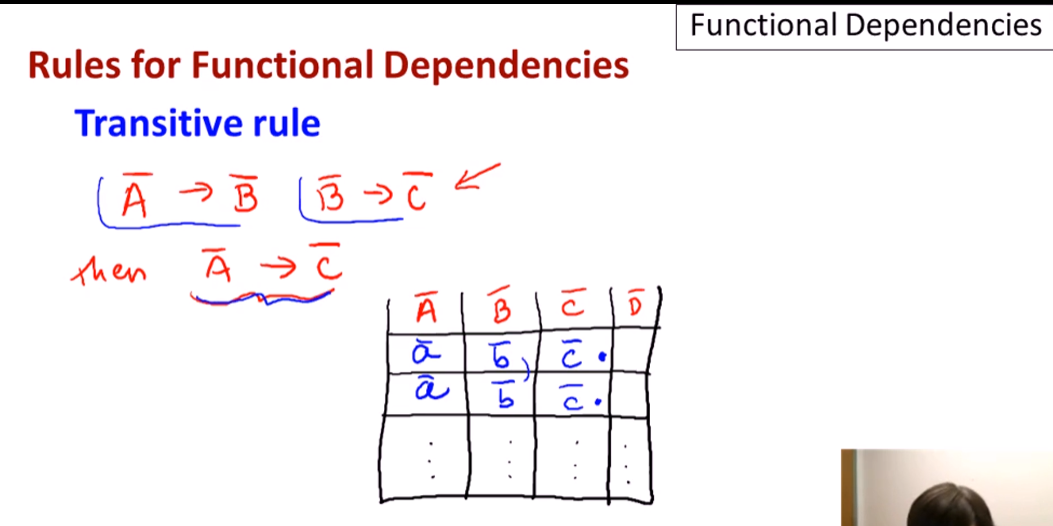 Functional Dependencies
Rules for Functional Dependencies
Transitive rule
A̅ → B̅ B̅ → C̅
then A̅ → C̅
A̅ B̅ C̅ D̅
a̅ b̅ c̅
a̅ b̅ c̅